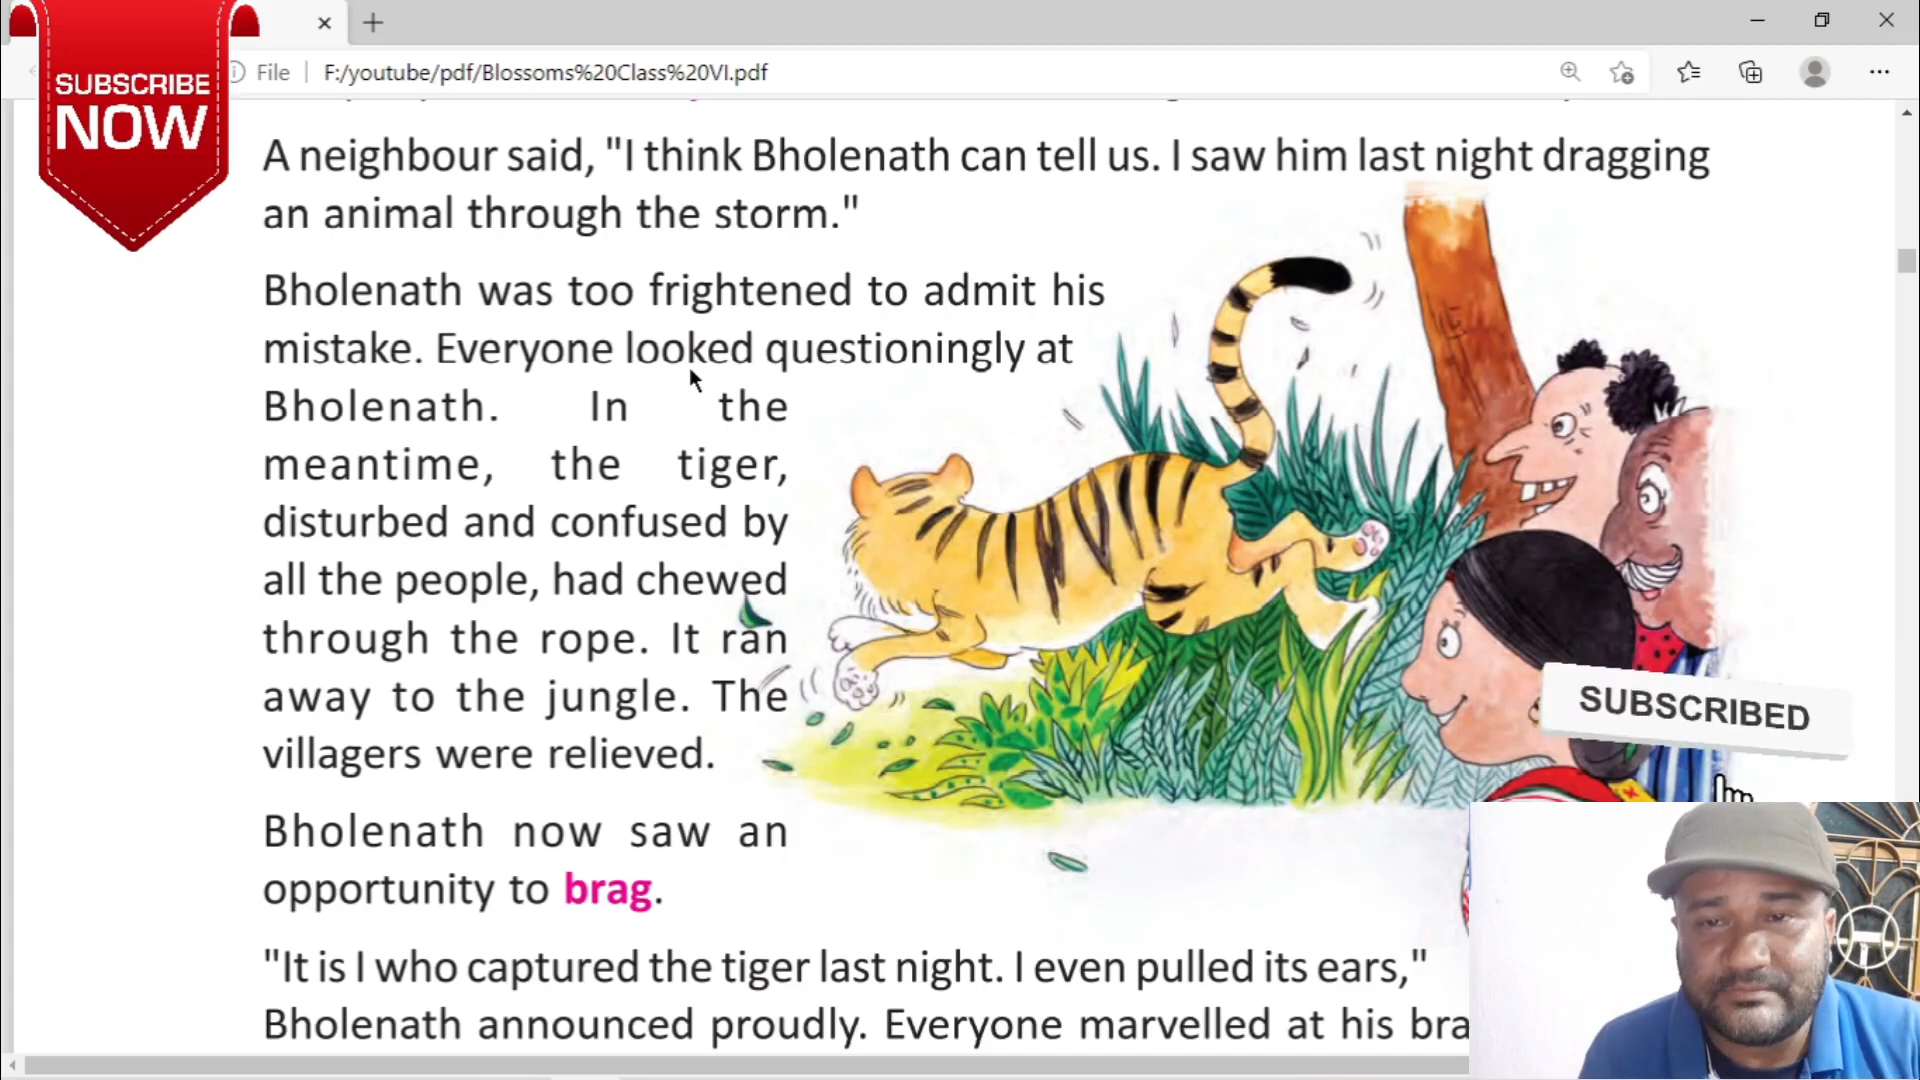 SUBSCRIBE
NOW
File
F:/youtube/pdf/Blossoms%20Class%20VI.pdf
A neighbour said, "I think Bholenath can tell us. I saw him last night dragging
an animal through the storm."
Bholenath was too frightened to admit his
mistake. Everyone looked questioningly at
Bholenath. In the
meantime, the tiger,
disturbed and confused by
all the people, had chewed
through the rope. It ran
away to the jungle. The
villagers were relieved.
SUBSCRIBED
Bholenath now saw an
opportunity to brag.
"It is I who captured the tiger last night. I even pulled its ears,"
Bholenath announced proudly. Everyone marvelled at his bra